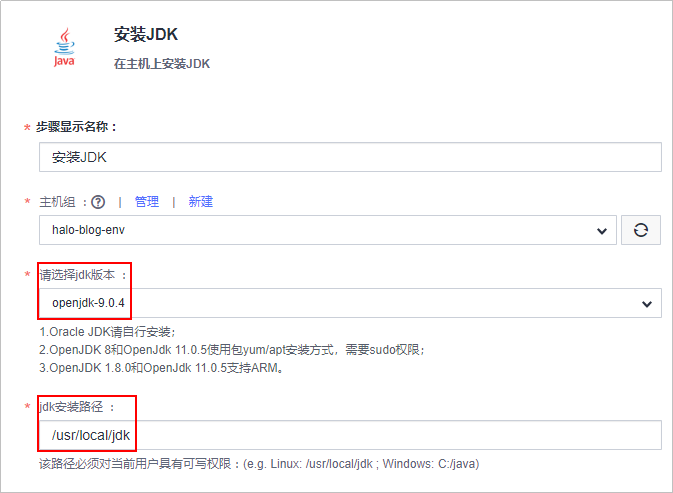 安装JDK
Java
在主机上安装JDK
* 步骤显示名称：
安装JDK
* 主机组 ：? | 管理 | 新建
halo-blog-env
* 请选择jdk版本 ：
openjdk-9.0.4
1.Oracle JDK请自行安装；
2.OpenJDK 8和OpenJdk 11.0.5使用包yum/apt安装方式，需要sudo权限；
3.OpenJDK 1.8.0和OpenJdk 11.0.5支持ARM。
* jdk安装路径 ：
/usr/local/jdk
该路径必须对当前用户具有可写权限：(e.g. Linux: /usr/local/jdk ; Windows: C:/java)